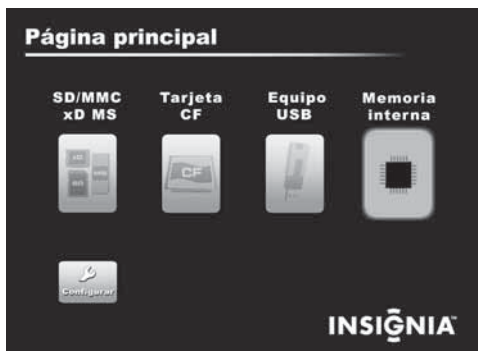 Página principal
SD/MMC
xD MS
Tarjeta
CF
Equipo
USB
Memoria
interna
CF
Configurar
INSIGNIA